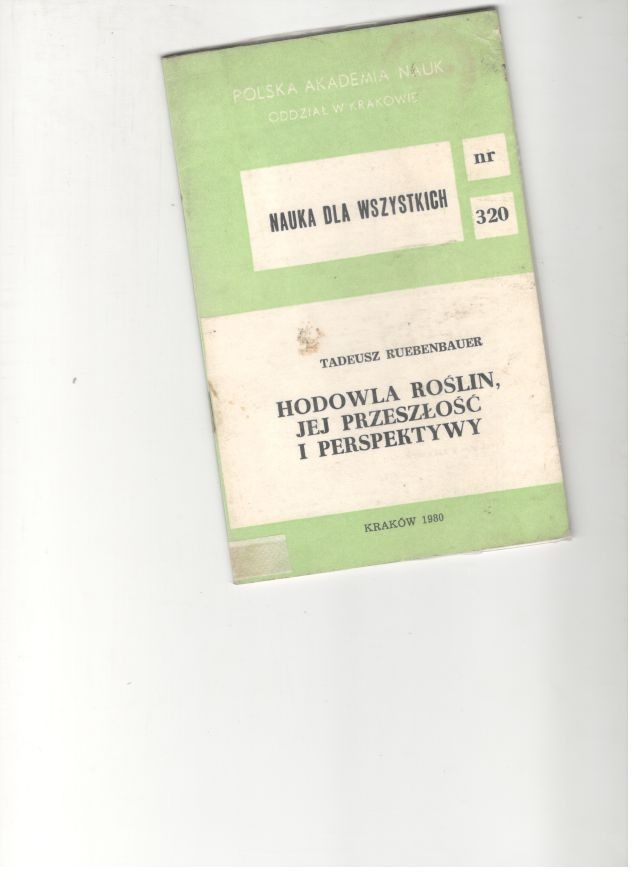 POLSKA AKADEMIA NAUK
ODDZIAŁ W KRAKOWIE
NAUKA DLA WSZYSTKICH
nr
320
TADEUSZ RUEBENBAUER
HODOWLA ROŚLIN,
JEJ PRZESZŁOŚĆ
I PERSPEKTYWY
KRAKÓW 1980